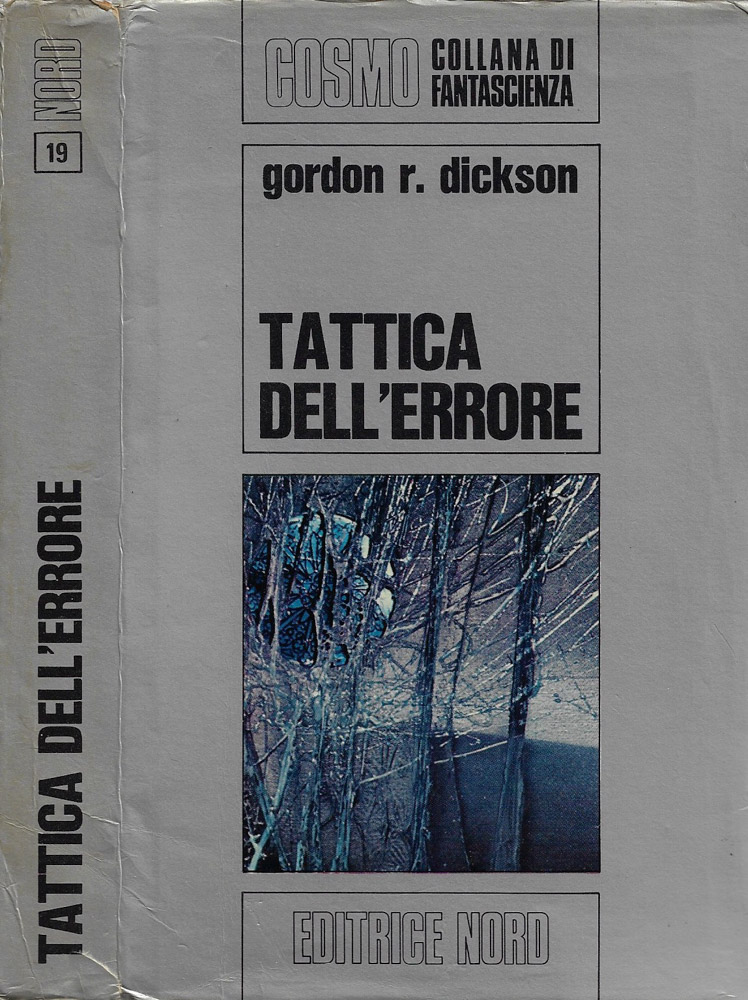 NORD
19
TATTICA DELL'ERRORE
COSMO
COLLANA DI
FANTASCIENZA
gordon r. dickson
TATTICA
DELL'ERRORE
EDITRICE NORD